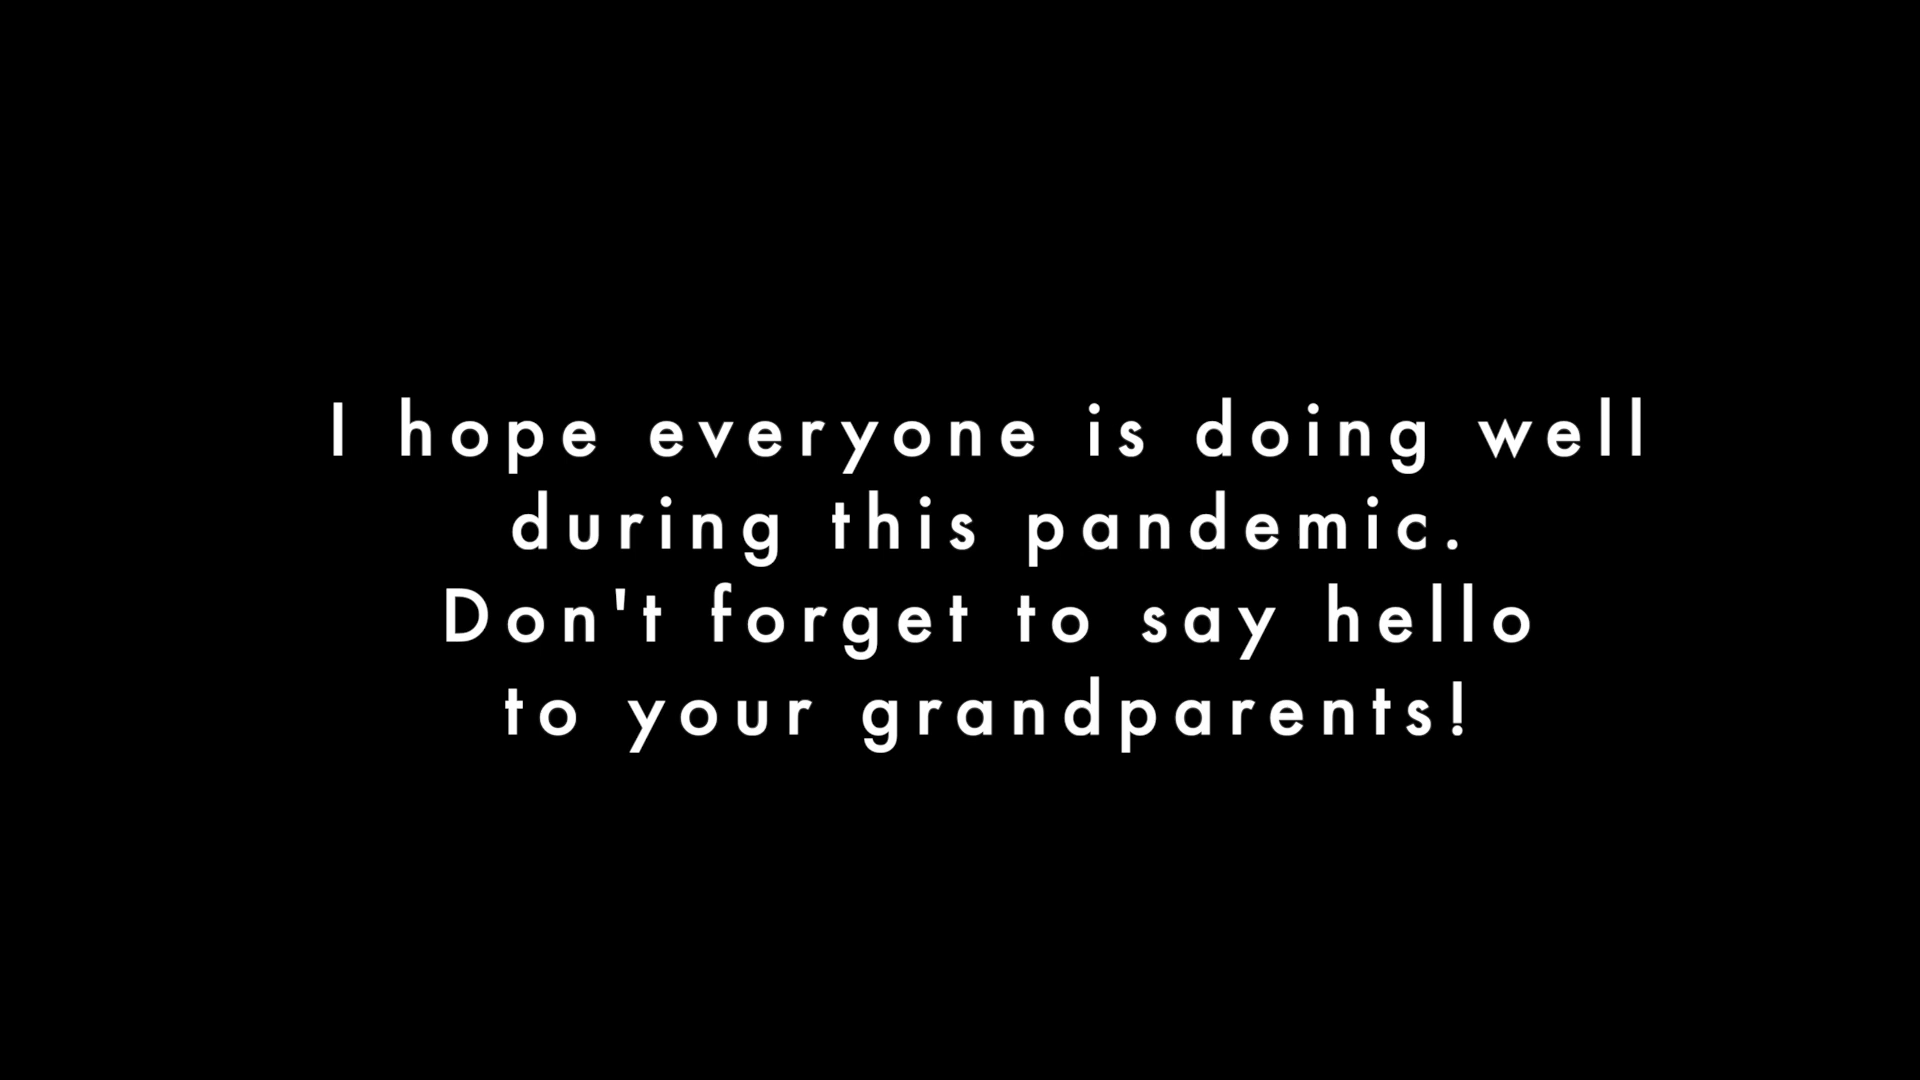 I hope everyone is doing well
during this pandemic.
Don't forget to say hello
to your grandparents!